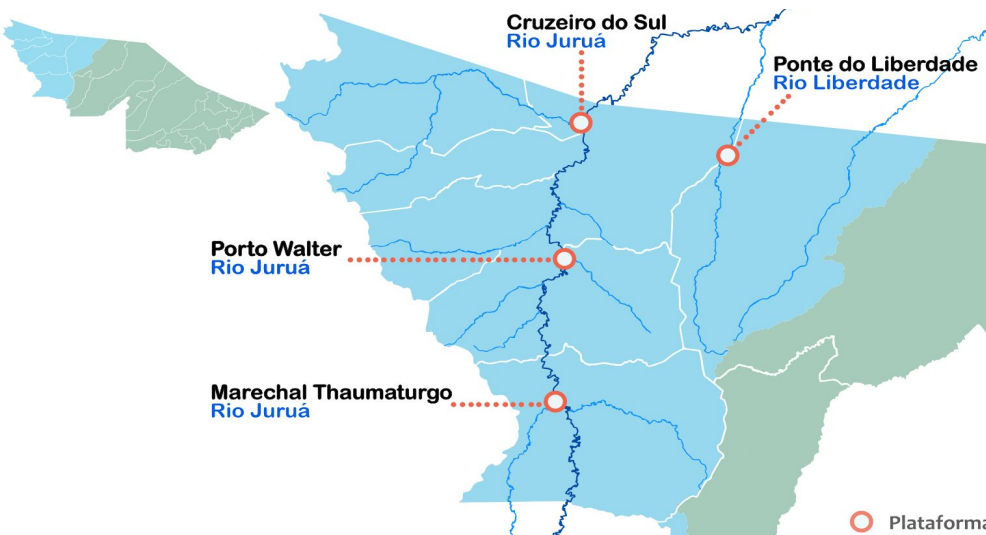 Cruzeiro do Sul
Rio Juruá
Ponte do Liberdade
Rio Liberdade
Porto Walter
Rio Juruá
Marechal Thaumaturgo
Rio Juruá
Plataforma